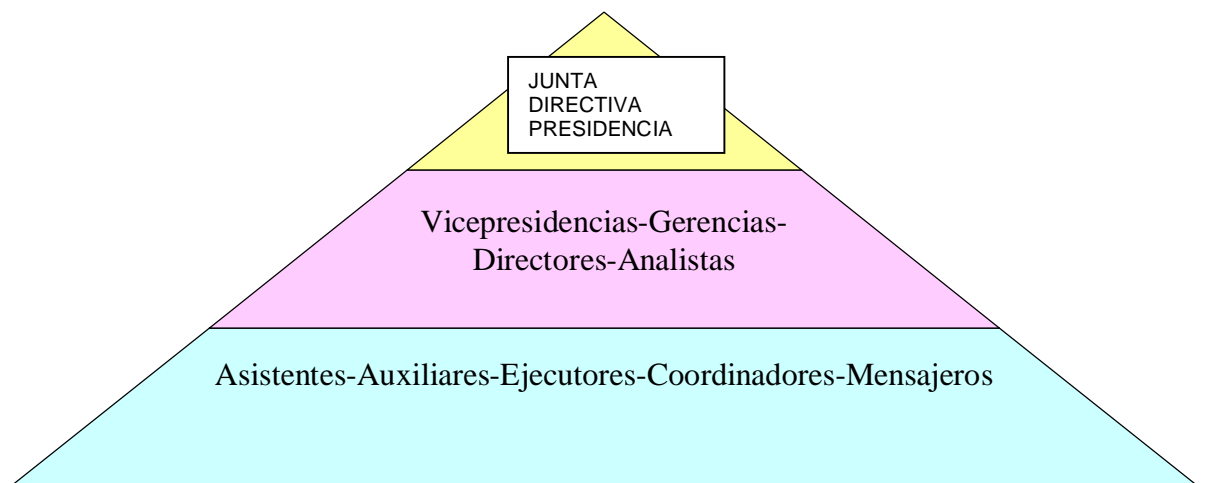 JUNTA
DIRECTIVA
PRESIDENCIA
Vicepresidencias-Gerencias-
Directores-Analistas
Asistentes-Auxiliares-Ejecutores-Coordinadores-Mensajeros